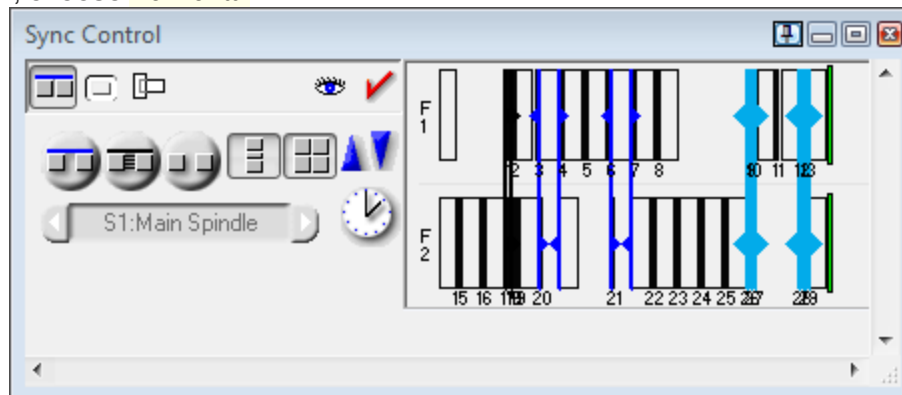 Sync Control
F
1
2 3 4 5 6 7 8 11
S1:Main Spindle
F
2
15 16 20 21 22 23 24 25